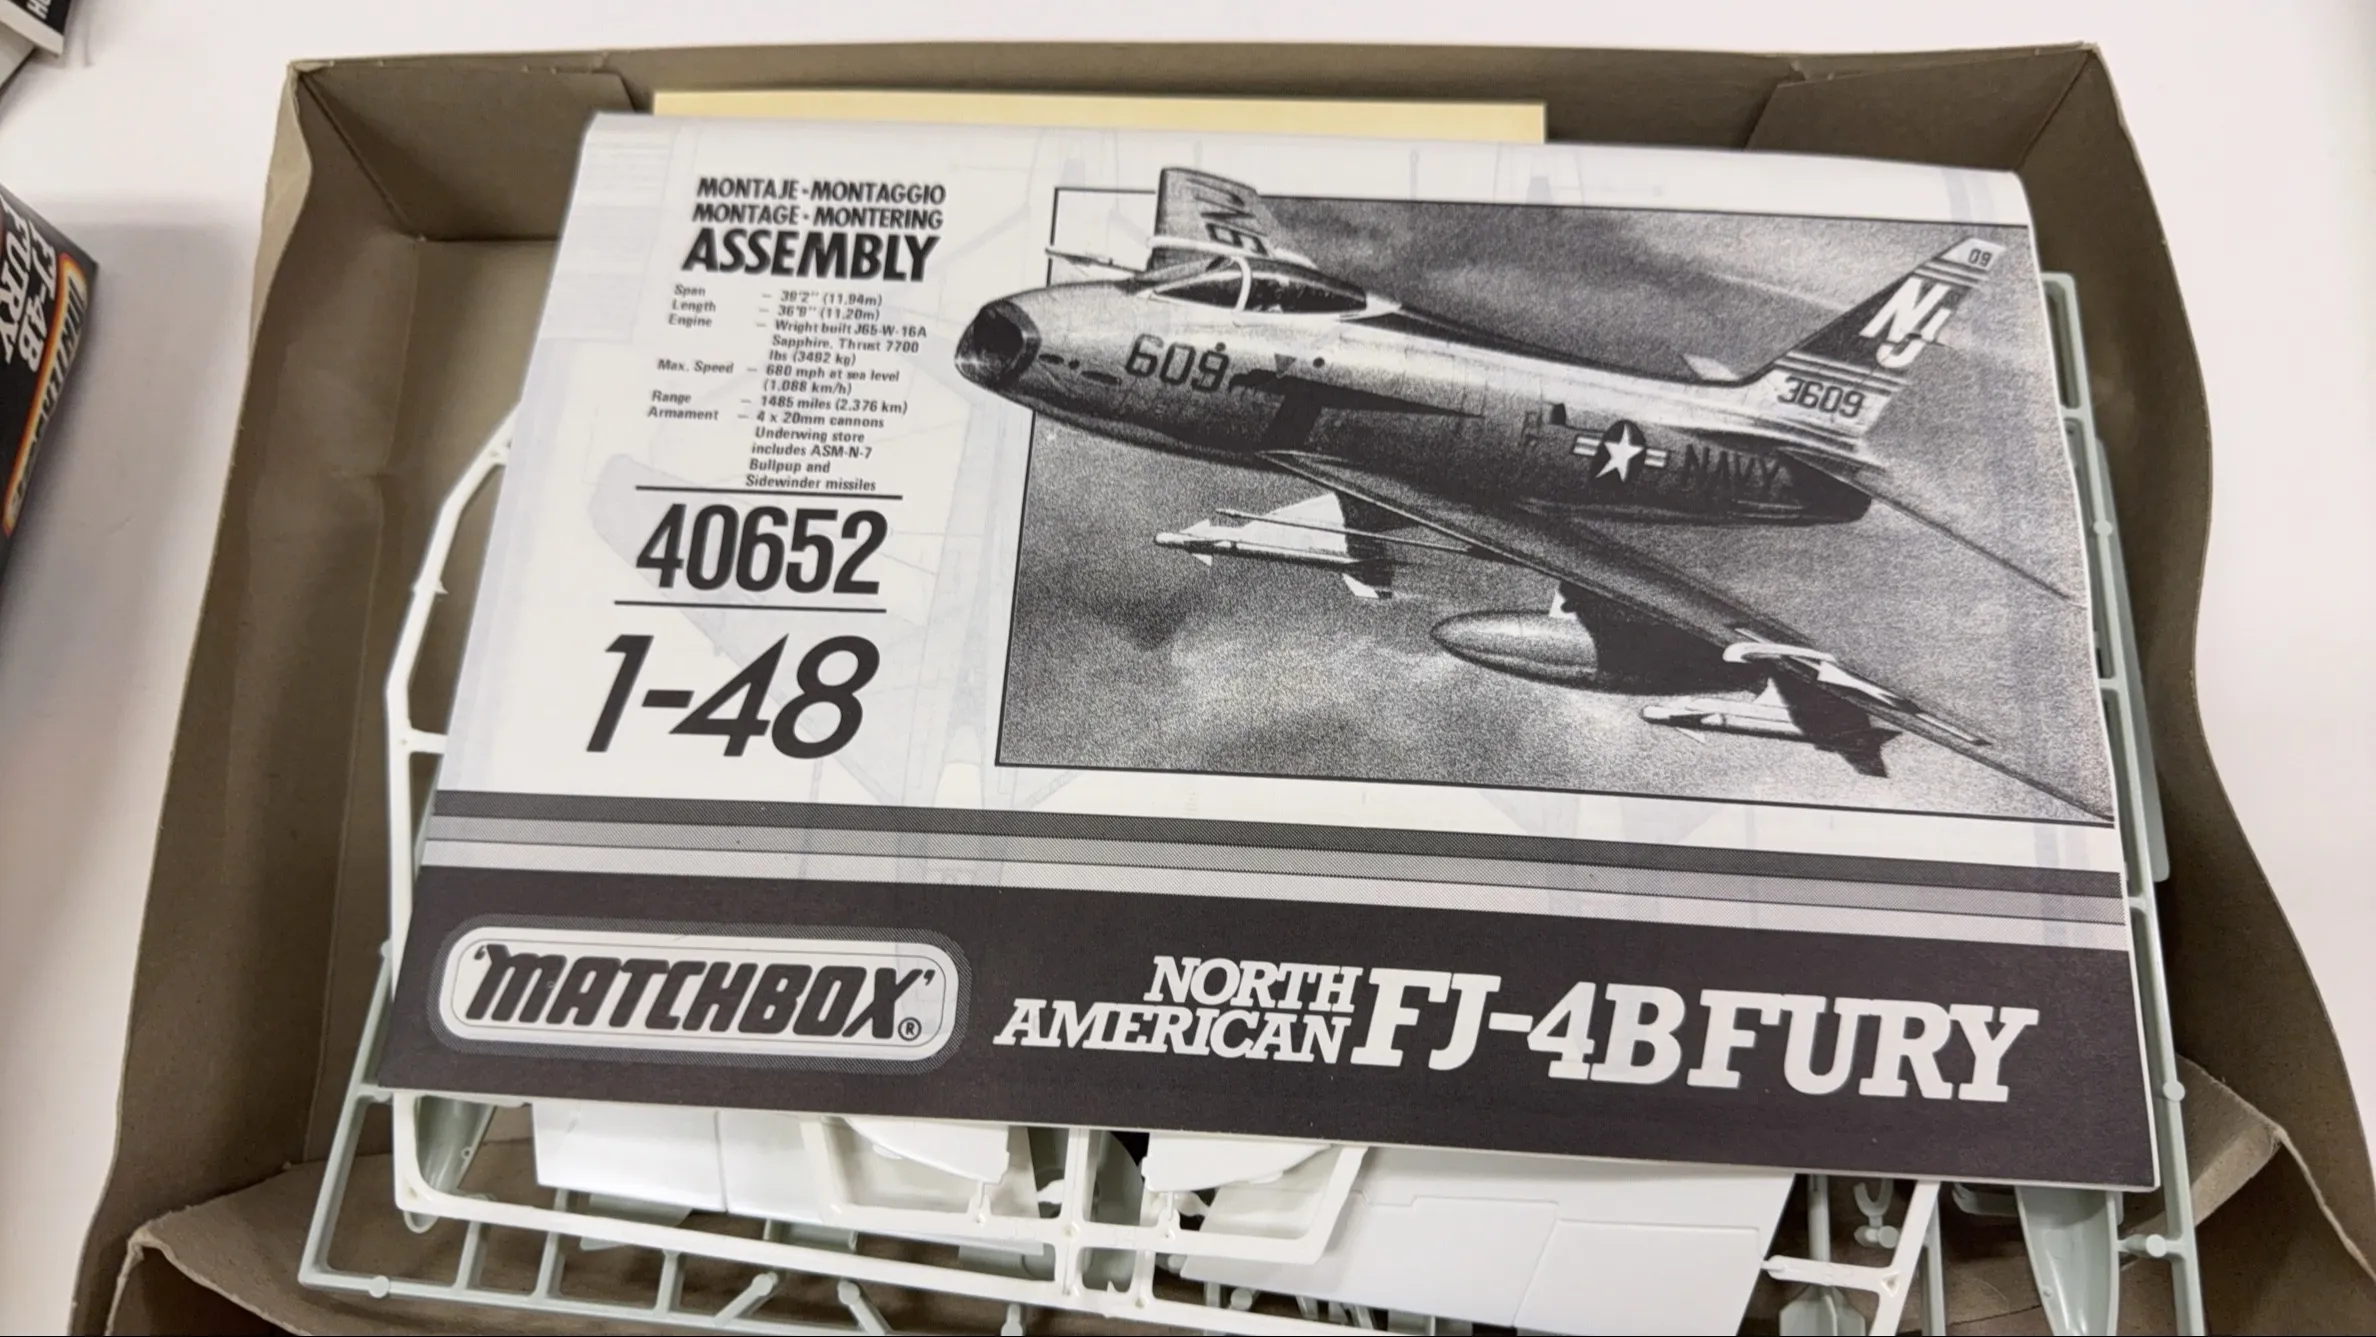 MONTAJE-MONTAGGIO
MONTAGE-MONTERING
ASSEMBLY
Span – 39'2" (11.94m)
Length – 36'9" (11.20m)
Engine – Wright built J65-W-16A
Sapphire. Thrust 7700
lbs (3492 kg)
Max. Speed – 680 mph at sea level
(1.088 km/h)
Range – 1485 miles (2.376 km)
Armament – 4 x 20mm cannons
Underwing store
includes ASM-N-7
Bullpup and
Sidewinder missiles
40652
1-48
609
09
NJ
3609
NAVY
'MATCHBOX'®
NORTH
AMERICAN
FJ-4B FURY
FJ-4B
FURY